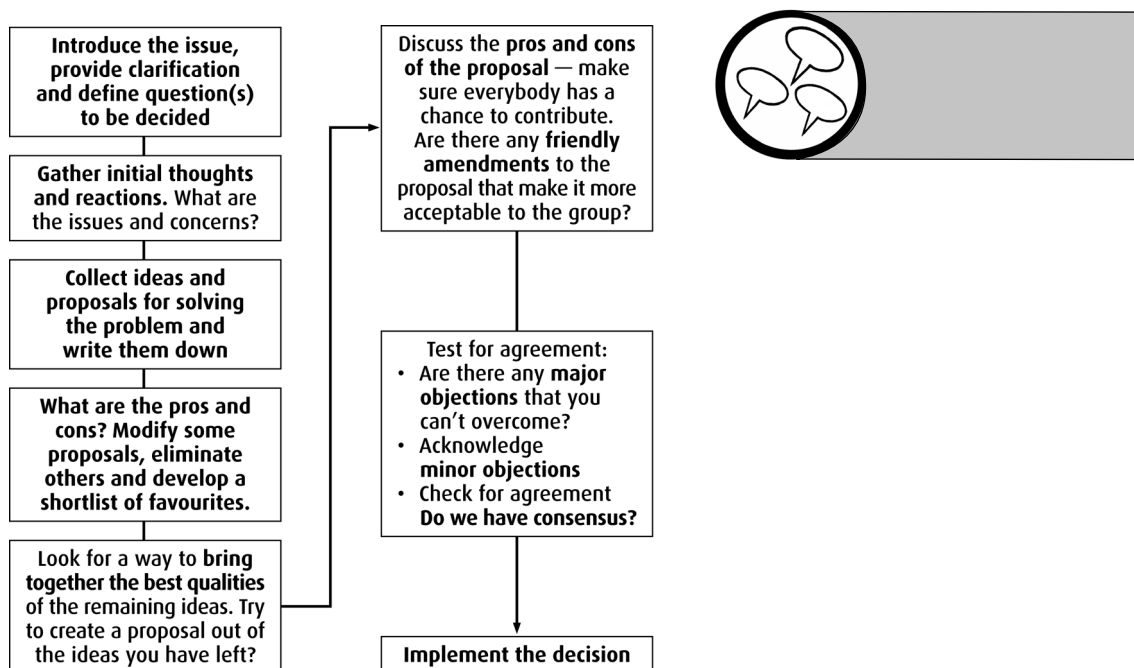 Introduce the issue,
provide clarification
and define question(s)
to be decided
Gather initial thoughts
and reactions. What are
the issues and concerns?
Collect ideas and
proposals for solving
the problem and
write them down
What are the pros and
cons? Modify some
proposals, eliminate
others and develop a
shortlist of favourites.
Look for a way to bring
together the best qualities
of the remaining ideas. Try
to create a proposal out of
the ideas you have left?
Discuss the pros and cons
of the proposal — make
sure everybody has a
chance to contribute.
Are there any friendly
amendments to the
proposal that make it more
acceptable to the group?
Test for agreement:
• Are there any major
objections that you
can't overcome?
• Acknowledge
minor objections
• Check for agreement
Do we have consensus?
Implement the decision